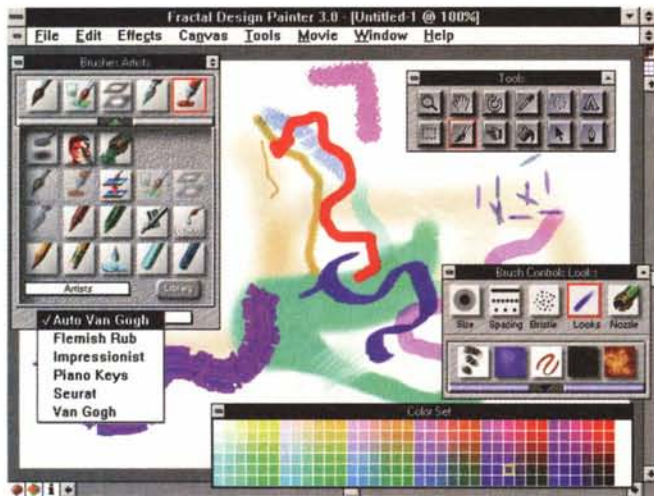 Fractal Design Painter 3.0 - [Untitled-1 @ 100%]
File Edit Effects Canvas Tools Movie Window Help
Brushes: Artists
Tools
Artists
Library
✓Auto Van Gogh
Flemish Rub
Impressionist
Piano Keys
Seurat
Van Gogh
Brush Controls: Looks
Size Spacing Bristle Looks Nozzle
Color Set